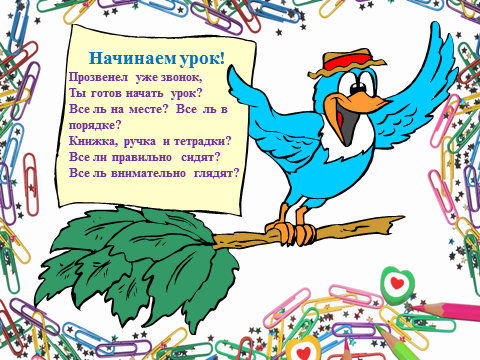 Начинаем урок!
Прозвенел уже звонок,
Ты готов начать урок?
Все ль на месте? Все ль в
порядке?
Книжка, ручка и тетрадки?
Все ли правильно сидят?
Все ль внимательно глядят?